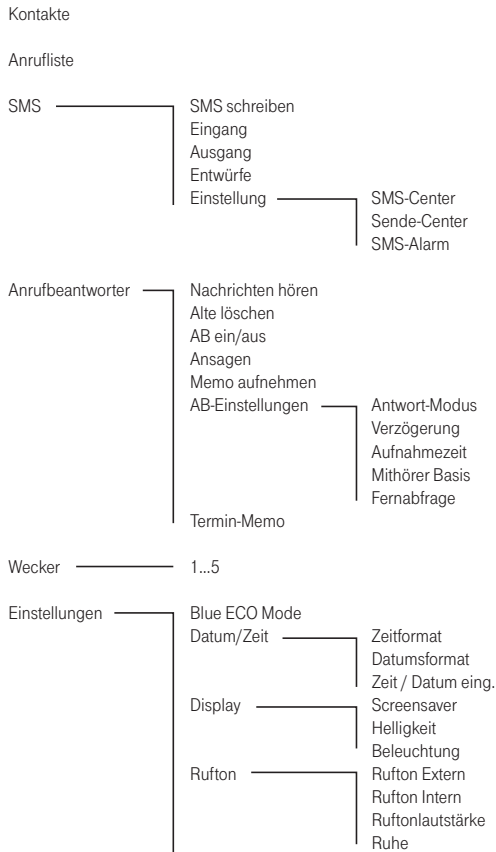 Kontakte
Anrufliste
SMS
SMS schreiben
Eingang
Ausgang
Entwürfe
Einstellung
SMS-Center
Sende-Center
SMS-Alarm
Anrufbeantworter
Nachrichten hören
Alte löschen
AB ein/aus
Ansagen
Memo aufnehmen
AB-Einstellungen
Antwort-Modus
Verzögerung
Aufnahmezeit
Mithörer Basis
Fernabfrage
Termin-Memo
Wecker
1...5
Einstellungen
Blue ECO Mode
Datum/Zeit
Zeitformat
Datumsformat
Zeit / Datum eing.
Display
Screensaver
Helligkeit
Beleuchtung
Rufton
Rufton Extern
Rufton Intern
Ruftonlautstärke
Ruhe